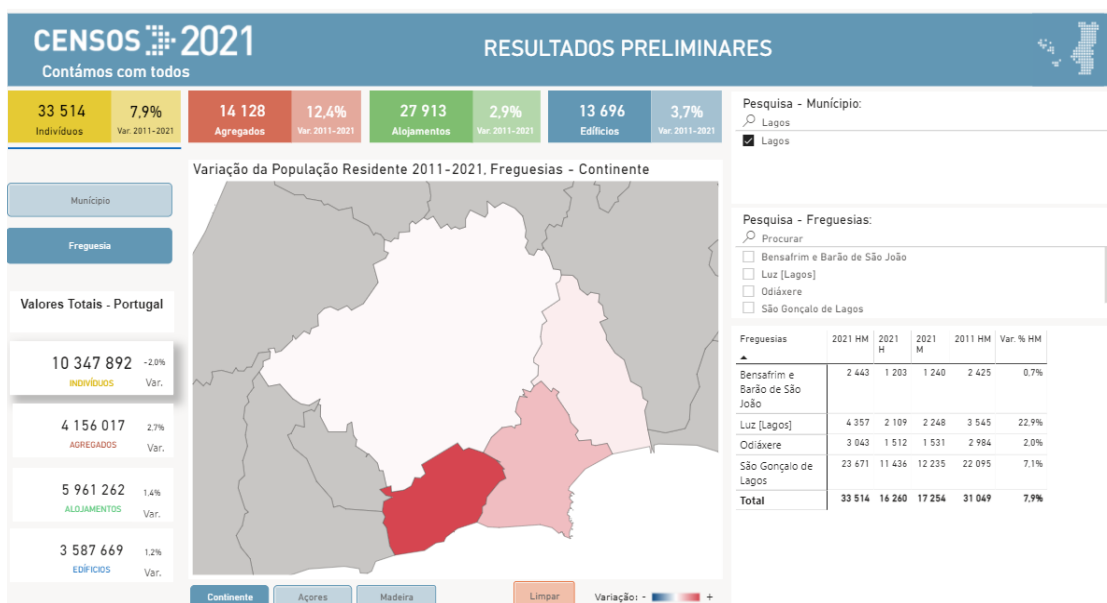 CENSOS 2021
Contámos com todos
RESULTADOS PRELIMINARES
33 514
Indivíduos
7,9%
Var. 2011-2021
14 128
Agregados
12,4%
Var. 2011-2021
27 913
Alojamentos
2,9%
Var. 2011-2021
13 696
Edifícios
3,7%
Var. 2011-2021
Município
Freguesia
Valores Totais - Portugal
10 347 892 -2,0%
INDIVÍDUOS Var.
4 156 017 2,7%
AGREGADOS Var.
5 961 262 1,4%
ALOJAMENTOS Var.
3 587 669 1,2%
EDÍFICIOS Var.
Variação da População Residente 2011-2021, Freguesias - Continente
Continente
Açores
Madeira
Limpar
Variação: - +
Pesquisa - Munícipio:
Lagos
Lagos
Pesquisa - Freguesias:
Procurar
Bensafrim e Barão de São João
Luz [Lagos]
Odiáxere
São Gonçalo de Lagos
Freguesias 2021 HM 2021 H 2021 M 2011 HM Var. % HM
Bensafrim e 2 443 1 203 1 240 2 425 0,7%
Barão de São
João
Luz [Lagos] 4 357 2 109 2 248 3 545 22,9%
Odiáxere 3 043 1 512 1 531 2 984 2,0%
São Gonçalo de 23 671 11 436 12 235 22 095 7,1%
Lagos
Total 33 514 16 260 17 254 31 049 7,9%